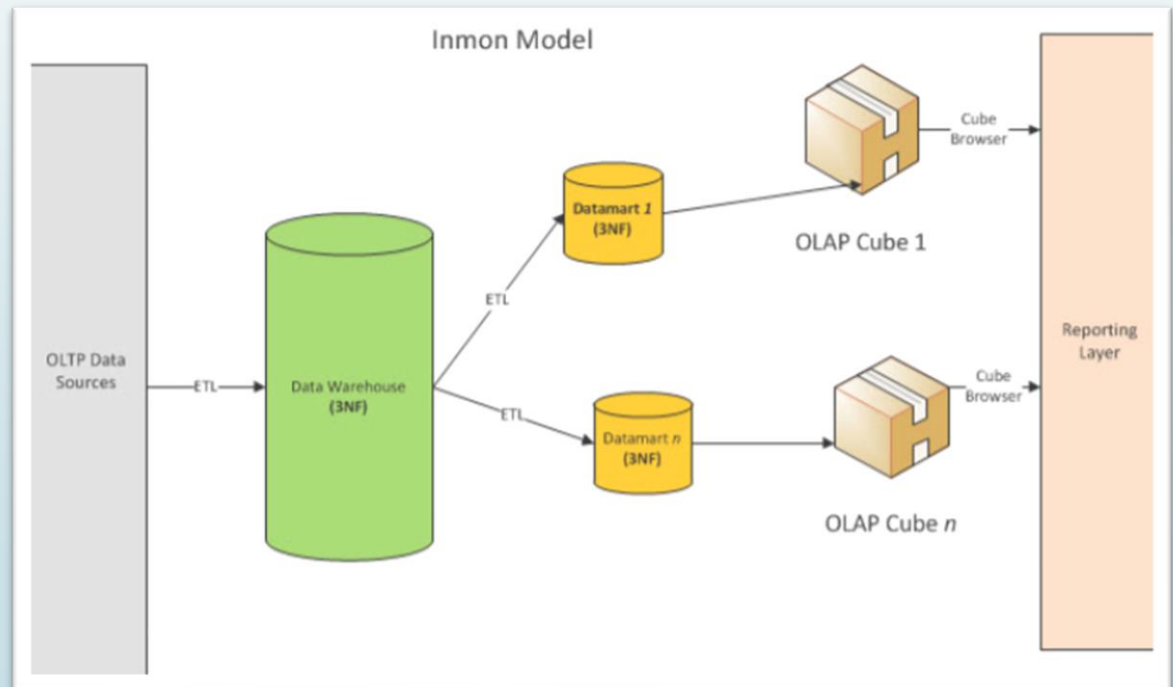 Inmon Model
OLTP Data
Sources
ETL
Data Warehouse
(3NF)
ETL
ETL
Datamart 1
(3NF)
Datamart n
(3NF)
OLAP Cube 1
OLAP Cube n
Cube
Browser
Cube
Browser
Reporting
Layer